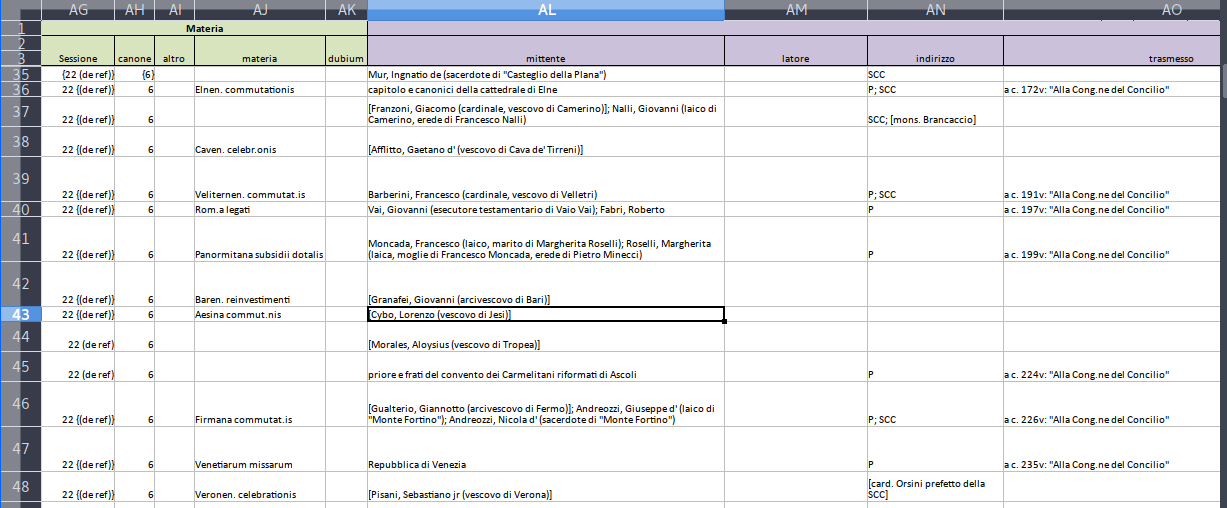 AG AH AI AJ AK AL AM AN AO
1 Materia
2
3 Sessione canone altro materia dubium mittente latore indirizzo trasmesso
35 {22 (de ref)} {6} Mur, Ingnatio de (sacerdote di "Casteglio della Plana") SCC
36 22 {(de ref)} 6 Elnen. commutationis capitolo e canonici della cattedrale di Elne P; SCC a c. 172v: "Alla Cong.ne del Concilio"
[Franzoni, Giacomo (cardinale, vescovo di Camerino)]; Nalli, Giovanni (laico di
37 22 {(de ref)} 6 Camerino, erede di Francesco Nalli) SCC; [mons. Brancaccio]
38 22 {(de ref)} 6 Caven. celebr.onis [Afflitto, Gaetano d' (vescovo di Cava de' Tirreni)]
39 22 {(de ref)} 6 Veliternen. commutat.is Barberini, Francesco (cardinale, vescovo di Velletri) P; SCC a c. 191v: "Alla Cong.ne del Concilio"
40 22 {(de ref)} 6 Rom.a legati Vai, Giovanni (esecutore testamentario di Vaio Vai); Fabri, Roberto P a c. 197v: "Alla Cong.ne del Concilio"
Moncada, Francesco (laico, marito di Margherita Roselli); Roselli, Margherita
41 22 {(de ref)} 6 Panormitana subsidii dotalis (laica, moglie di Francesco Moncada, erede di Pietro Minecci) P a c. 199v: "Alla Cong.ne del Concilio"
42 22 {(de ref)} 6 Baren. reinvestimenti [Granafei, Giovanni (arcivescovo di Bari)]
43 22 {(de ref)} 6 Aesina commut.nis [Cybo, Lorenzo (vescovo di Jesi)]
44 22 (de ref) 6 [Morales, Aloysius (vescovo di Tropea)]
45 22 (de ref) 6 priore e frati del convento dei Carmelitani riformati di Ascoli P a c. 224v: "Alla Cong.ne del Concilio"
[Gualterio, Giannotto (arcivescovo di Fermo)]; Andreozzi, Giuseppe d' (laico di
46 22 {(de ref)} 6 Firmana commutat.is "Monte Fortino"); Andreozzi, Nicola d' (sacerdote di "Monte Fortino") P; SCC a c. 226v: "Alla Cong.ne del Concilio"
47 22 {(de ref)} 6 Venetiarum missarum Repubblica di Venezia P a c. 235v: "Alla Cong.ne del Concilio"
[card. Orsini prefetto della
48 22 {(de ref)} 6 Veronen. celebrationis [Pisani, Sebastiano jr (vescovo di Verona)] SCC]